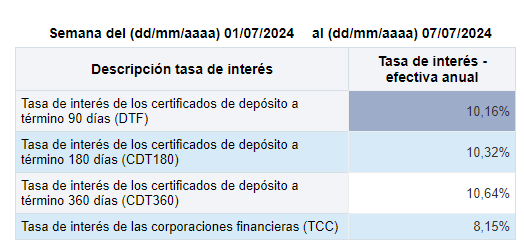 Semana del (dd/mm/aaaa) 01/07/2024 al (dd/mm/aaaa) 07/07/2024
Descripción tasa de interés
Tasa de interés -
efectiva anual
Tasa de interés de los certificados de depósito a
término 90 días (DTF)
10,16%
Tasa de interés de los certificados de depósito a
término 180 días (CDT180)
10,32%
Tasa de interés de los certificados de depósito a
término 360 días (CDT360)
10,64%
Tasa de interés de las corporaciones financieras (TCC)
8,15%